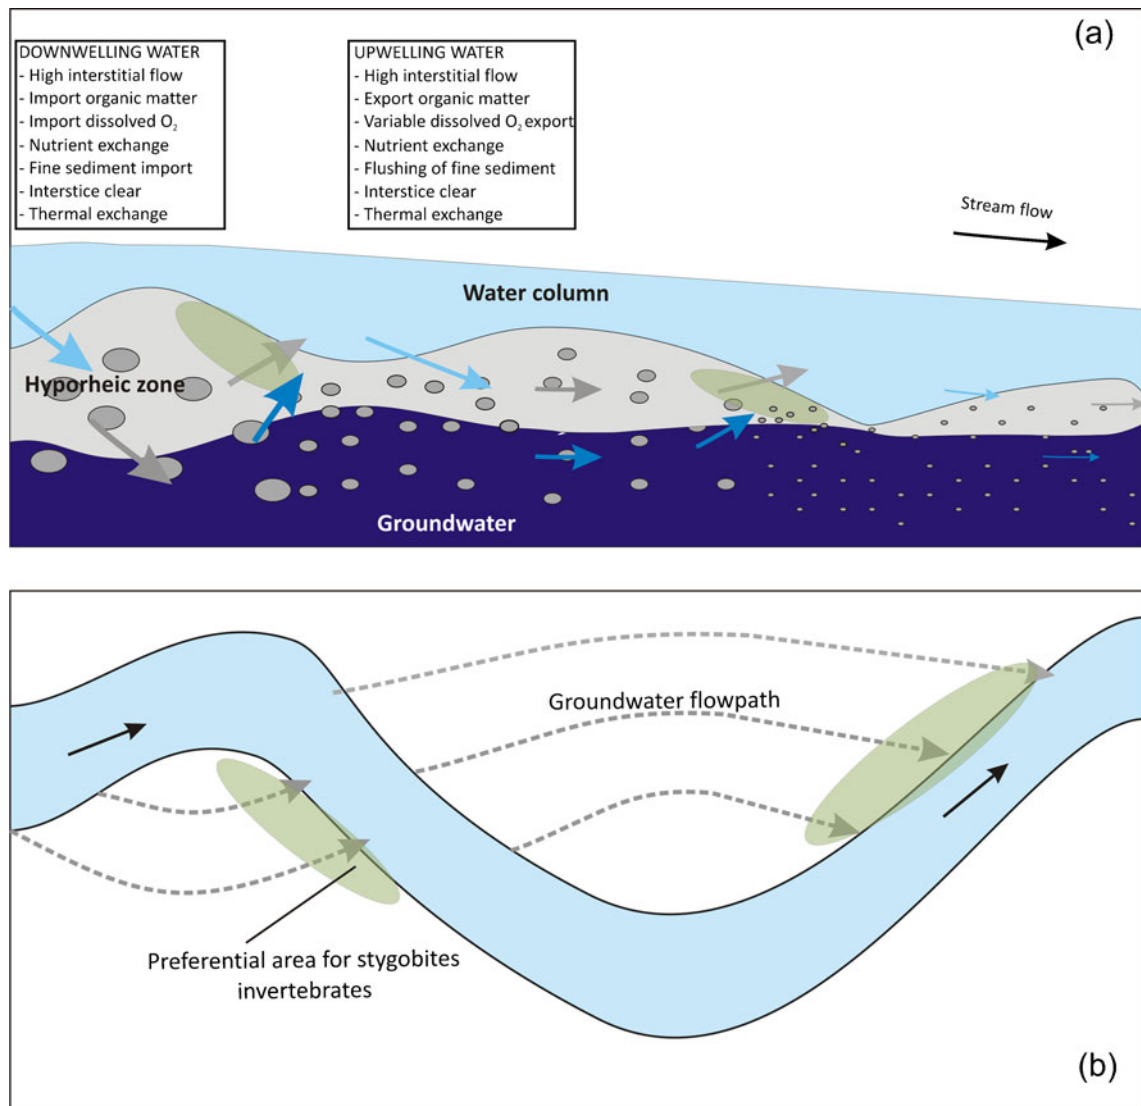 (a)
DOWNWELLING WATER
- High interstitial flow
- Import organic matter
- Import dissolved O₂
- Nutrient exchange
- Fine sediment import
- Interstice clear
- Thermal exchange
UPWELLING WATER
- High interstitial flow
- Export organic matter
- Variable dissolved O₂ export
- Nutrient exchange
- Flushing of fine sediment
- Interstice clear
- Thermal exchange
Stream flow
Water column
Hyporheic zone
Groundwater
Groundwater flowpath
Preferential area for stygobites
invertebrates
(b)